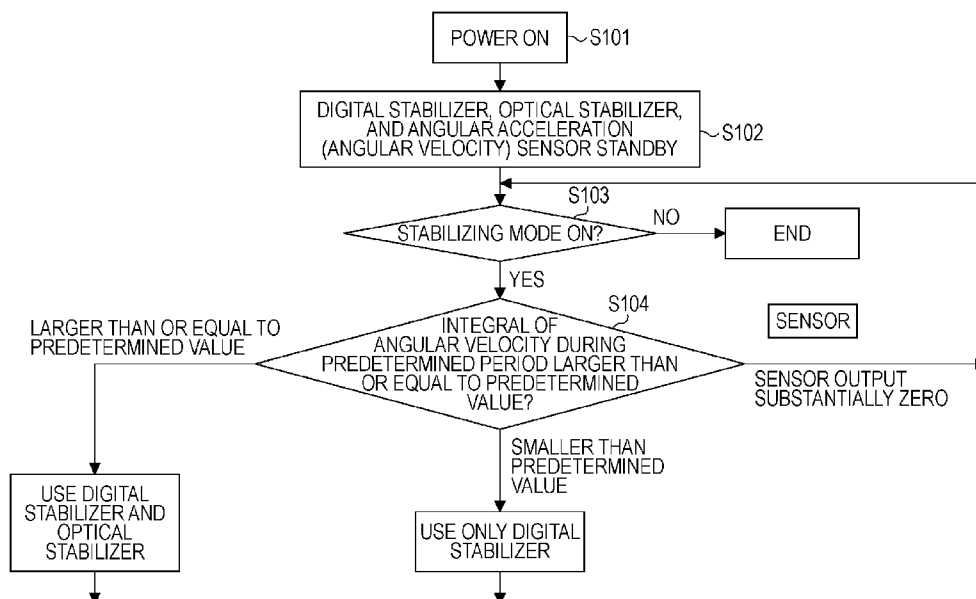 POWER ON
S101
DIGITAL STABILIZER, OPTICAL STABILIZER,
AND ANGULAR ACCELERATION
(ANGULAR VELOCITY) SENSOR STANDBY
S102
S103
STABILIZING MODE ON?
NO
END
YES
S104
INTEGRAL OF
ANGULAR VELOCITY DURING
PREDETERMINED PERIOD LARGER THAN
OR EQUAL TO PREDETERMINED
VALUE?
SENSOR
LARGER THAN OR EQUAL TO
PREDETERMINED VALUE
SENSOR OUTPUT
SUBSTANTIALLY ZERO
SMALLER THAN
PREDETERMINED
VALUE
USE DIGITAL
STABILIZER AND
OPTICAL
STABILIZER
USE ONLY DIGITAL
STABILIZER